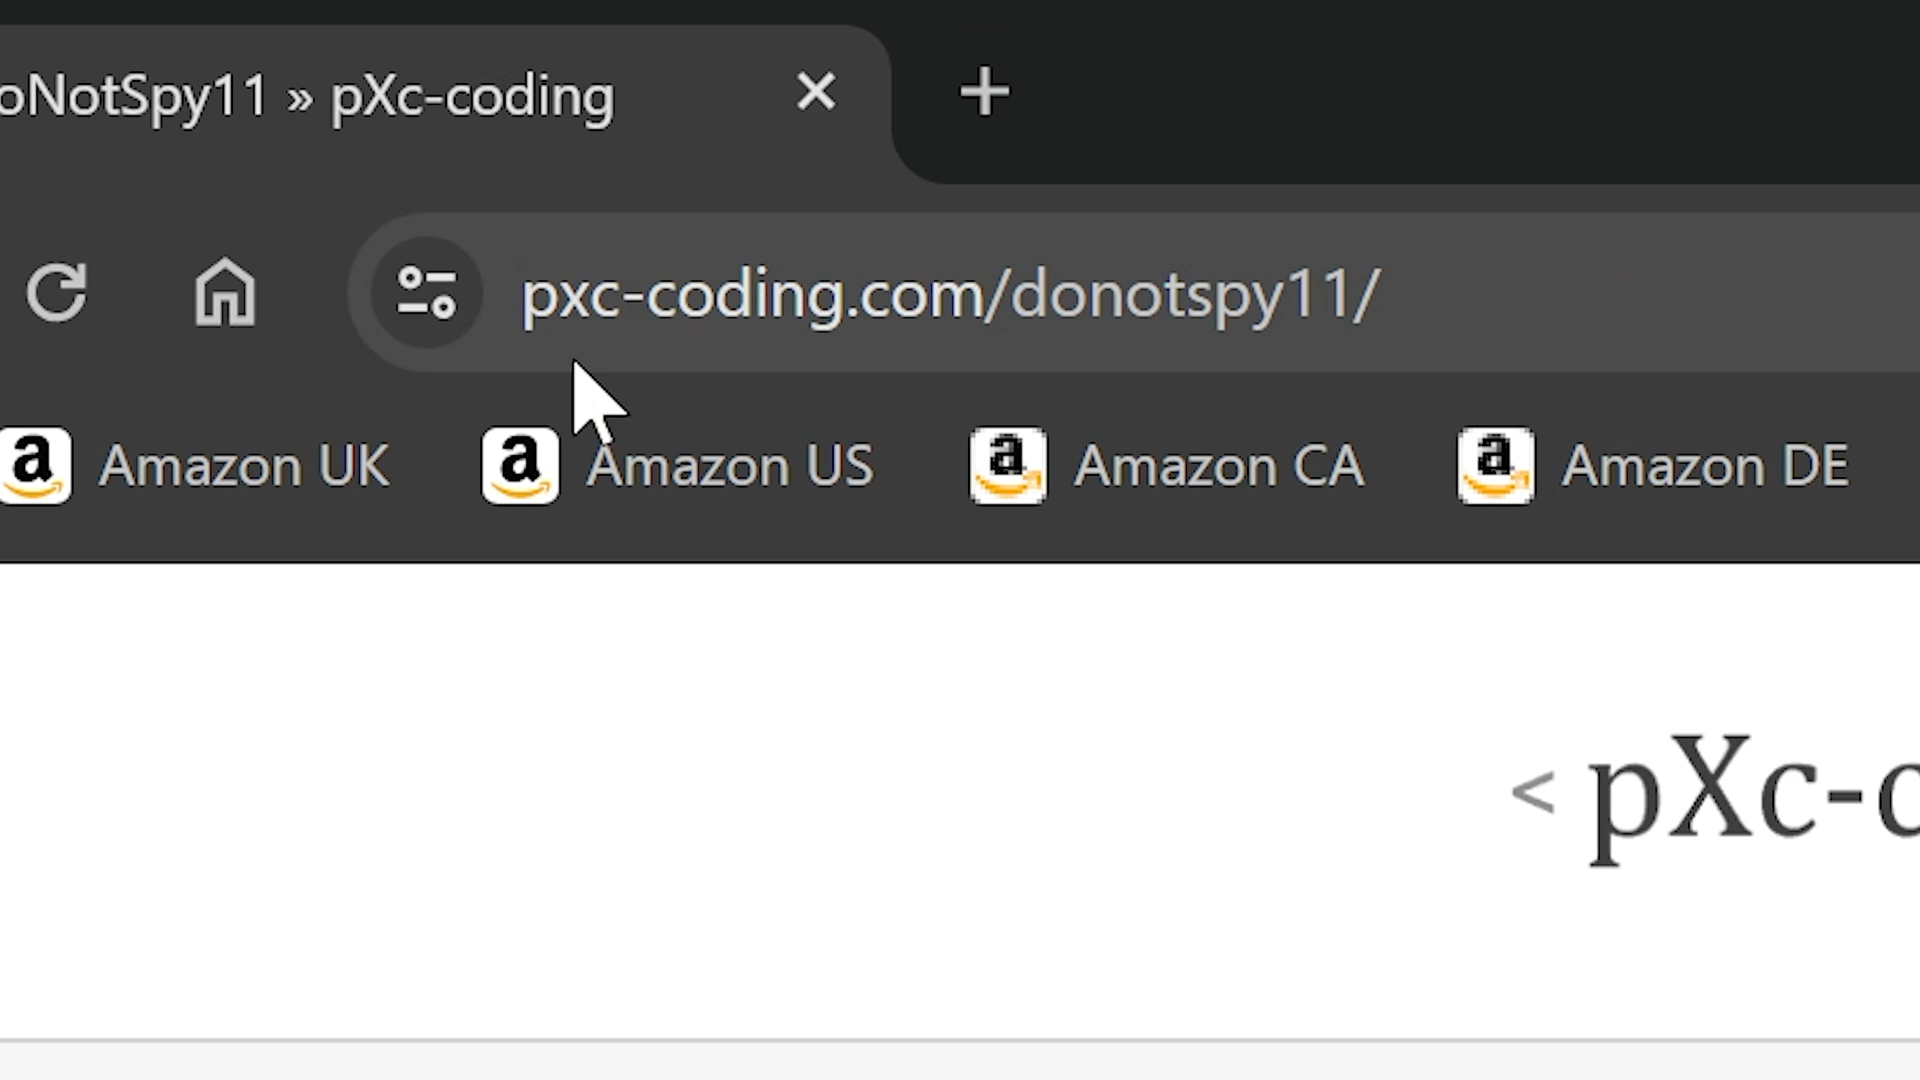 oNotSpy11 » pXc-coding
pxc-coding.com/donotspy11/
Amazon UK Amazon US Amazon CA Amazon DE
< pXc-c